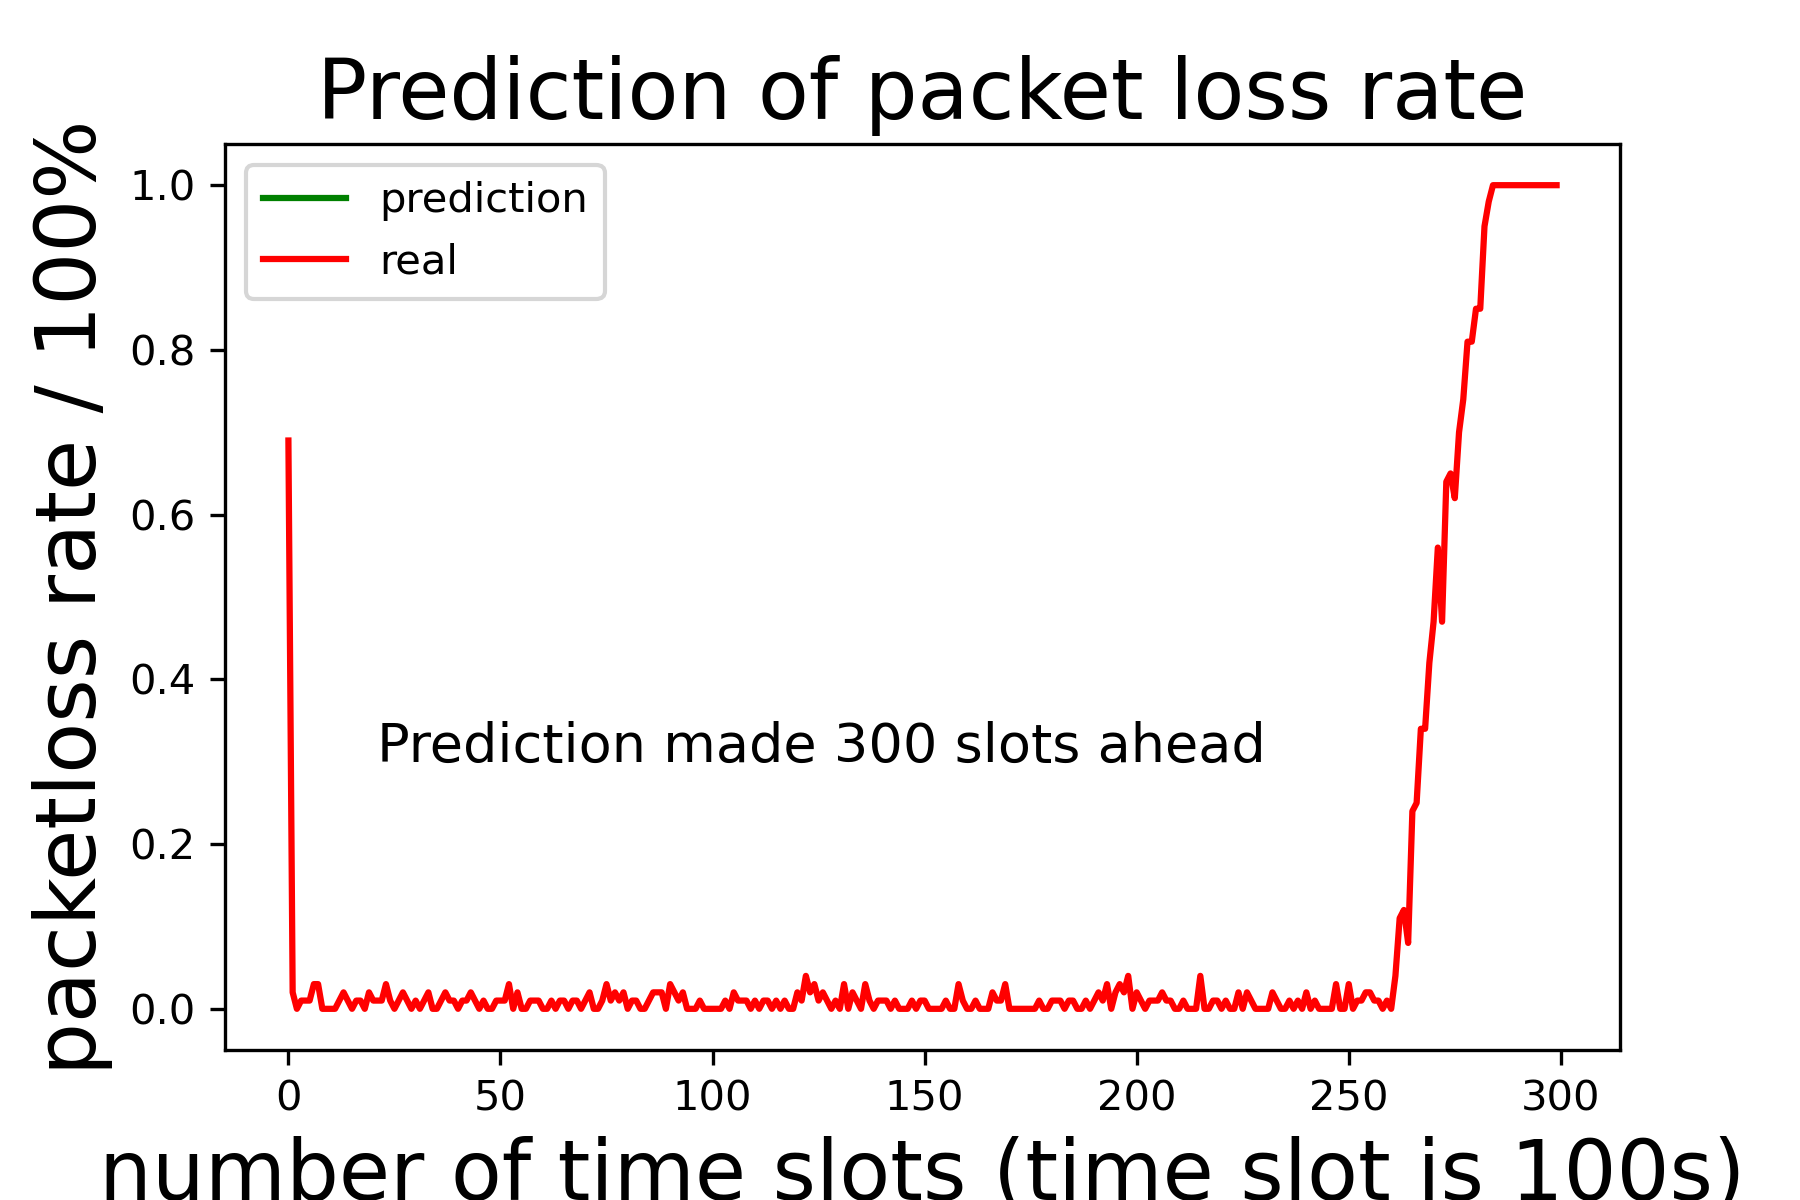 Prediction of packet loss rate
packetloss rate / 100%
1.0
0.8
0.6
0.4
0.2
0.0
prediction
real
Prediction made 300 slots ahead
0 50 100 150 200 250 300
number of time slots (time slot is 100s)